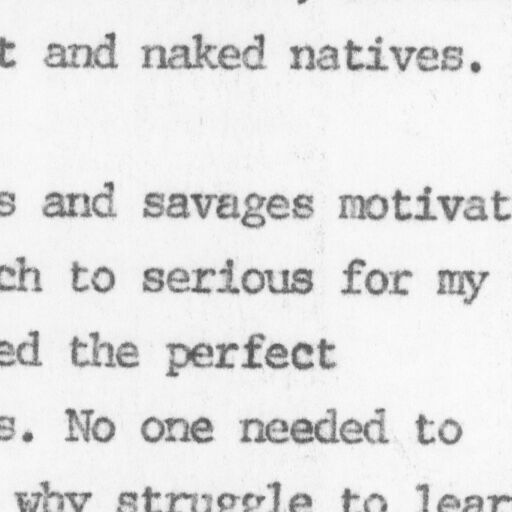 t and naked natives.
s and savages motivat
ch to serious for my
ed the perfect
s. No one needed to
why struggle to lear